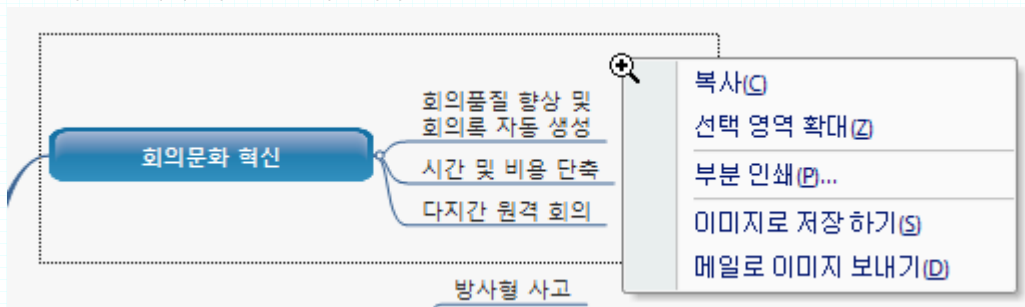 회의문화 혁신
회의품질 향상 및
회의록 자동 생성
시간 및 비용 단축
다지간 원격 회의
방사형 사고
복사(C)
선택 영역 확대(Z)
부분 인쇄(P)...
이미지로 저장 하기(S)
메일로 이미지 보내기(D)